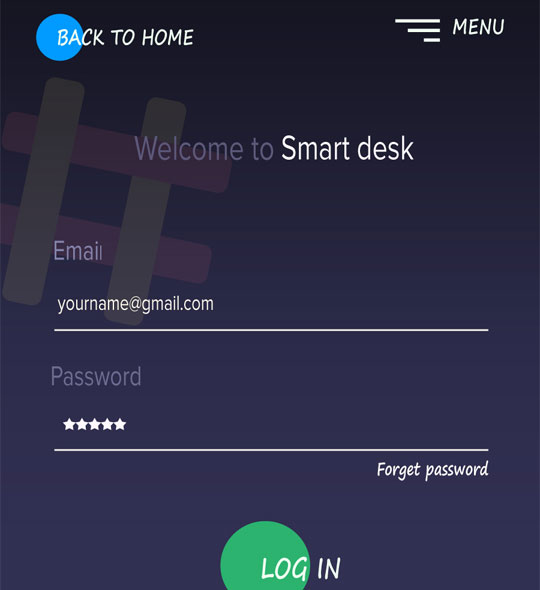 BACK TO HOME
MENU
Welcome to Smart desk
Email
yourname@gmail.com
Password
★★★★★
Forget password
LOG IN